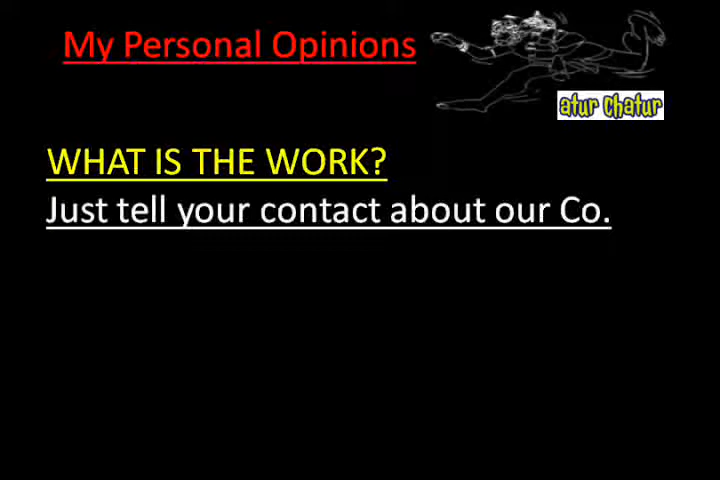 My Personal Opinions
atur Chatur
WHAT IS THE WORK?
Just tell your contact about our Co.